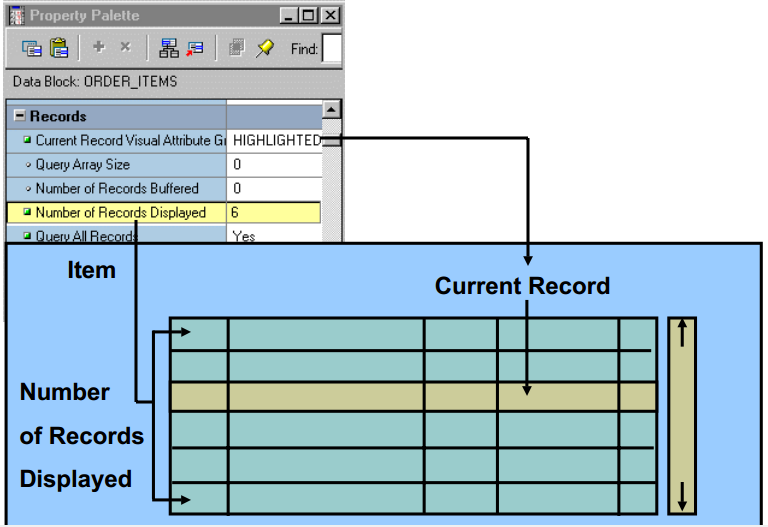 Property Palette
Find:
Data Block: ORDER_ITEMS
Records
Current Record Visual Attribute Gr HIGHLIGHTED
Query Array Size 0
Number of Records Buffered 0
Number of Records Displayed 6
Query All Records Yes
Item
Current Record
Number
of Records
Displayed